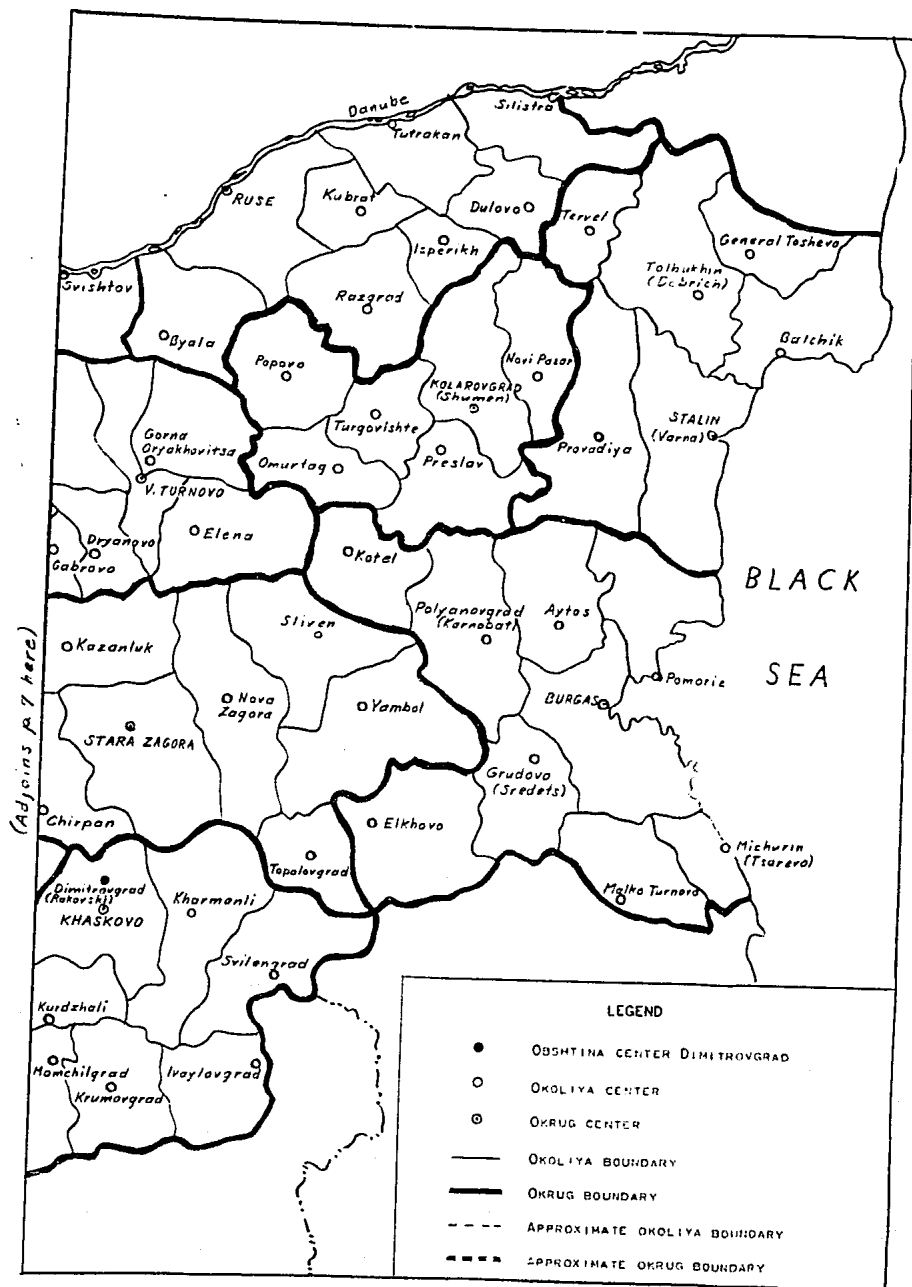 Danube
Silistra
Tutrakan
RUSE
Kubrat
Dulovo
Tervel
Isperikh
General Toshevo
Tolbukhin
(Dobrich)
Svishtov
Razgrad
Byala
Balchik
Popovo
Novi Pazar
KOLAROVGRAD
(Shumen)
Turgovishte
STALIN
(Varna)
Gorna
Oryakhovitsa
Provadiya
Omurtag
Preslav
V. TURNOVO
Elena
Dryanovo
Gabrovo
Kotel
BLACK
SEA
Polyanovgrad
(Karnobat)
Aytos
Sliven
Kazanluk
Pomorie
Nova
Zagora
Yambol
BURGAS
STARA ZAGORA
Grudovo
(Sredets)
(Adjoins p 7 here)
Chirpan
Elkhovo
Michurin
(Tsarevo)
Topolovgrad
Dimitrovgrad
(Rakovski)
KHASKOVO
Kharmanli
Malko Turnovo
Svilengrad
Kurdzhali
Momchilgrad
Krumovgrad
Ivaylovgrad
LEGEND
OBSHTINA CENTER DIMITROVGRAD
OKOLIYA CENTER
OKRUG CENTER
OKOLIYA BOUNDARY
OKRUG BOUNDARY
APPROXIMATE OKOLIYA BOUNDARY
APPROXIMATE OKRUG BOUNDARY